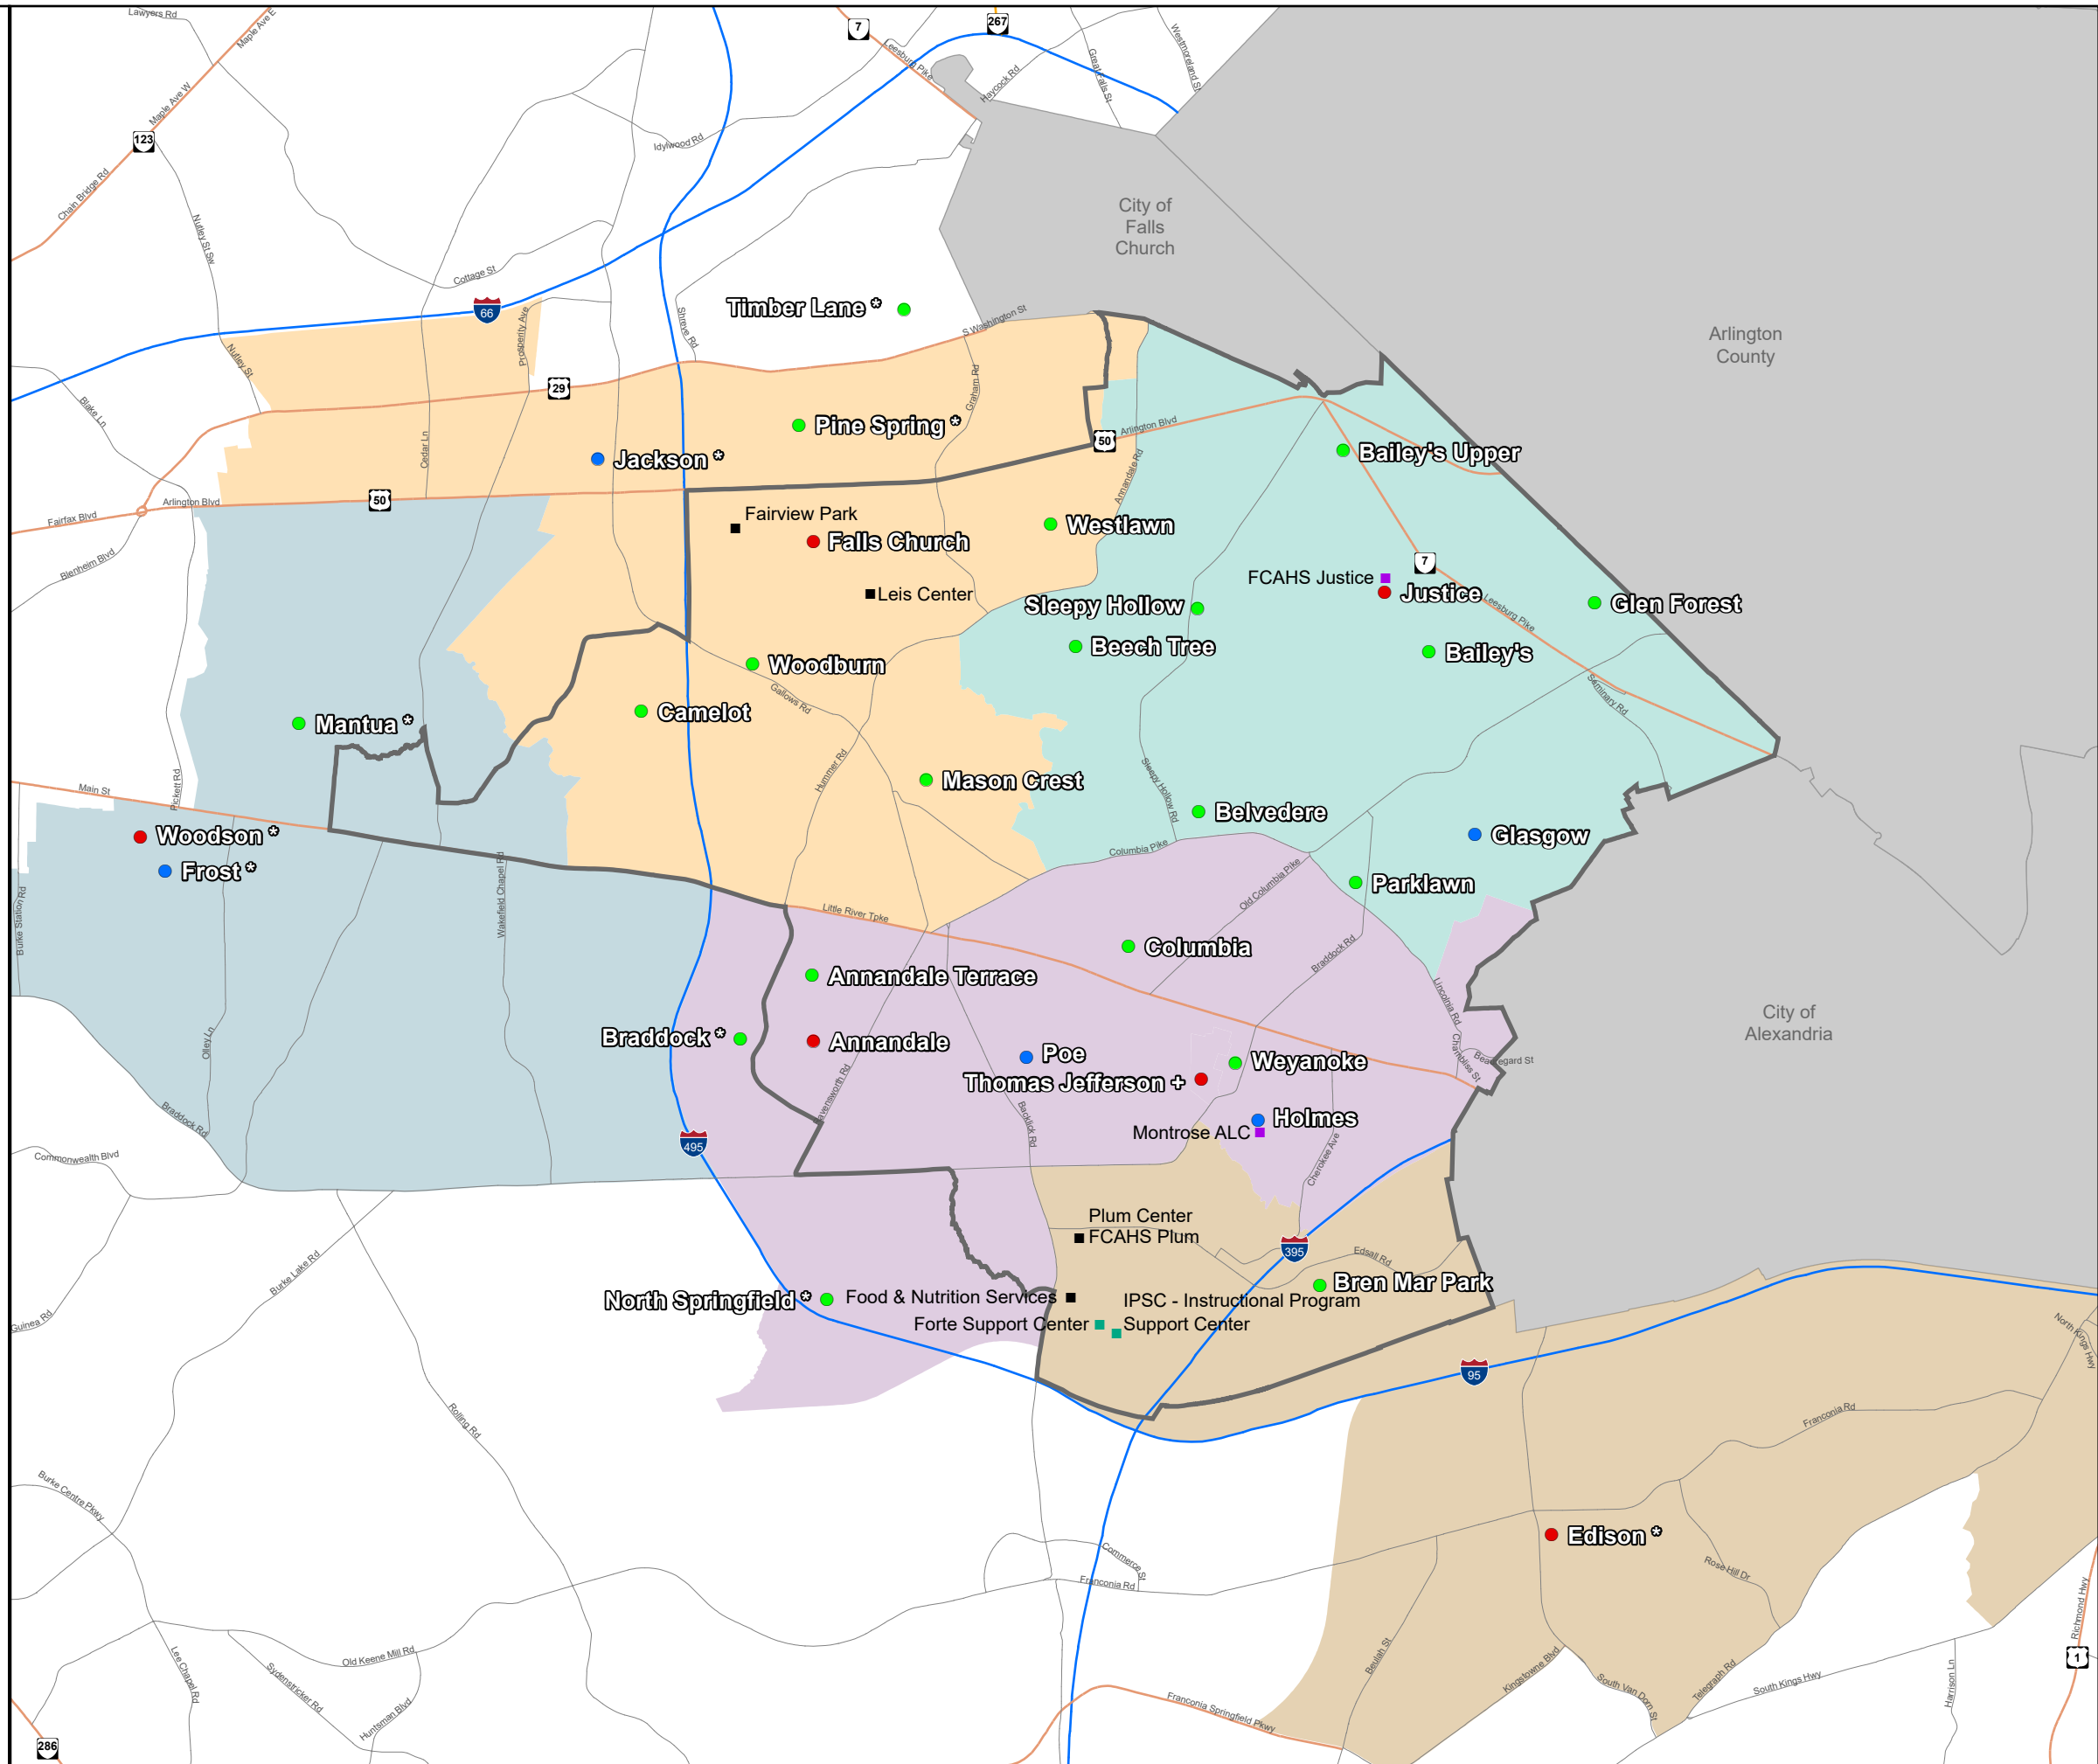 Lawyers Rd
Maple Ave E
7
267
Leesburg Pike
Haycock Rd
Great Falls St
Westmoreland St
Maple Ave W
123
Idylwood Rd
Chain Bridge Rd
Nutley St Sw
City of
Falls
Church
Cottage St
66
Timber Lane *
Shreve Rd
S Washington St
Prosperity Ave
Nutley St
Arlington
County
29
Graham Rd
Blake Ln
Pine Spring *
50
Arlington Blvd
Cedar Ln
Jackson *
Bailey's Upper
Annandale Rd
50
Arlington Blvd
Fairfax Blvd
Fairview Park
Westlawn
Falls Church
Blenheim Blvd
7
FCAHS Justice
Leis Center
Justice
Sleepy Hollow
Leesburg Pike
Glen Forest
Beech Tree
Bailey's
Woodburn
Gallows Rd
Seminary Rd
Camelot
Mantua *
Hummer Rd
Mason Crest
Sleepy Hollow Rd
Main St
Pickett Rd
Belvedere
Woodson *
Glasgow
Columbia Pike
Frost *
Old Columbia Pike
Parklawn
Wakefield Chapel Rd
Burke Station Rd
Little River Tpke
Columbia
Braddock Rd
Annandale Terrace
Lincolnia Rd
City of
Alexandria
Olley Ln
Braddock *
Annandale
Poe
Chambliss St
Beauregard St
Weyanoke
Thomas Jefferson +
Ravensworth Rd
Backlick Rd
Braddock Rd
Holmes
Montrose ALC
495
Cherokee Ave
Commonwealth Blvd
Plum Center
FCAHS Plum
395
Edsall Rd
Burke Lake Rd
Bren Mar Park
North Springfield *
Food & Nutrition Services
IPSC - Instructional Program
Support Center
Forte Support Center
Guinea Rd
North Kings Hwy
95
Rolling Rd
Franconia Rd
Burke Centre Pkwy
Edison *
Commerce St
Franconia Rd
Rose Hill Dr
Richmond Hwy
Old Keene Mill Rd
Lee Chapel Rd
Sydenstricker Rd
Beulah St
Kingstowne Blvd
South Van Dorn St
Telegraph Rd
South Kings Hwy
Harrison Ln
1
Huntsman Blvd
Franconia Springfield Pkwy
286